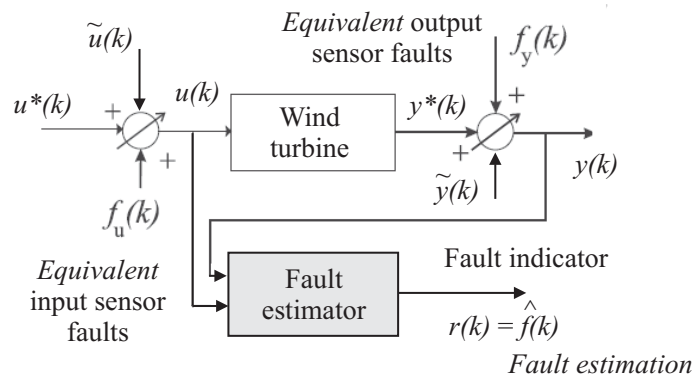 Equivalent output
sensor faults
ũ(k)
f_y(k)
u*(k)
+
+
u(k)
Wind
turbine
y*(k)
+
+
y(k)
f_u(k)
ỹ(k)
Equivalent
input sensor
faults
Fault
estimator
Fault indicator
r(k) = f̂(k)
Fault estimation